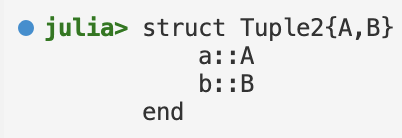 julia> struct Tuple2{A,B}
           a::A
           b::B
       end